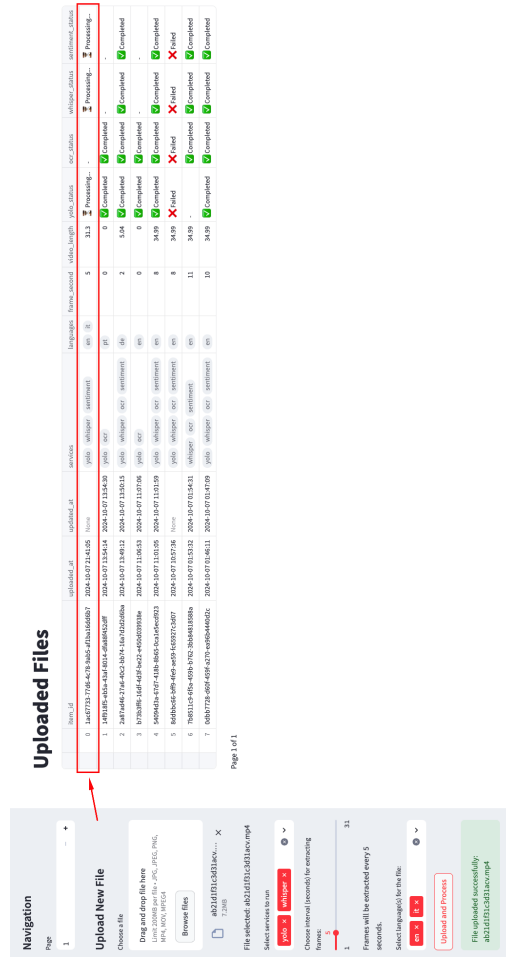 Navigation
Page
1 – +
Upload New File
Choose a file
Drag and drop file here
Limit 200MB per file • JPG, JPEG, PNG,
MP4, MOV, MPEG4
Browse files
ab21d1f31c3d31acv.... ×
7.2MB
File selected: ab21d1f31c3d31acv.mp4
Select services to run
yolo × whisper ×
Choose interval (seconds) for extracting
frames:
5
1 31
Frames will be extracted every 5
seconds.
Select language(s) for the file:
en × it ×
Upload and Process
File uploaded successfully:
ab21d1f31c3d31acv.mp4
Uploaded Files
item_id uploaded_at updated_at services languages frame_second video_length yolo_status ocr_status whisper_status sentiment_status
0 1ac67733-77d6-4c78-9ab5-af1ba16dd6b7 2024-10-07 21:41:05 None yolo whisper sentiment en it 5 31.3 ⏳ Processing... - ⏳ Processing... ⏳ Processing...
1 14f918f5-eb5a-43af-8014-dfa88f452dff 2024-10-07 13:54:14 2024-10-07 13:54:30 yolo ocr pt 0 0 ✅ Completed ✅ Completed - -
2 2a87ad46-27a6-40c2-bb74-16a7d2d2d6ba 2024-10-07 13:49:12 2024-10-07 13:50:15 yolo whisper ocr sentiment de 2 5.04 ✅ Completed ✅ Completed ✅ Completed ✅ Completed
3 b73b3ff6-16df-4d3f-be22-e450d039938e 2024-10-07 11:06:53 2024-10-07 11:07:06 yolo ocr en 0 0 ✅ Completed ✅ Completed - -
4 54094d3a-67d7-418b-8b65-0ca1e5ecd923 2024-10-07 11:01:05 2024-10-07 11:01:59 yolo whisper ocr sentiment en 8 34.99 ✅ Completed ✅ Completed ✅ Completed ✅ Completed
5 8ddbbc66-bff9-4fe9-ae59-fc65927c3d07 2024-10-07 10:57:36 None yolo whisper ocr sentiment en 8 34.99 ❌ Failed ❌ Failed ❌ Failed ❌ Failed
6 7b8511c9-6f5a-459b-b762-3bb84818588a 2024-10-07 01:53:32 2024-10-07 01:54:31 whisper ocr sentiment en 11 34.99 - ✅ Completed ✅ Completed ✅ Completed
7 0dbb7728-d60f-459f-a270-ea96b4440d2c 2024-10-07 01:46:11 2024-10-07 01:47:09 yolo whisper ocr sentiment en 10 34.99 ✅ Completed ✅ Completed ✅ Completed ✅ Completed
Page 1 of 1